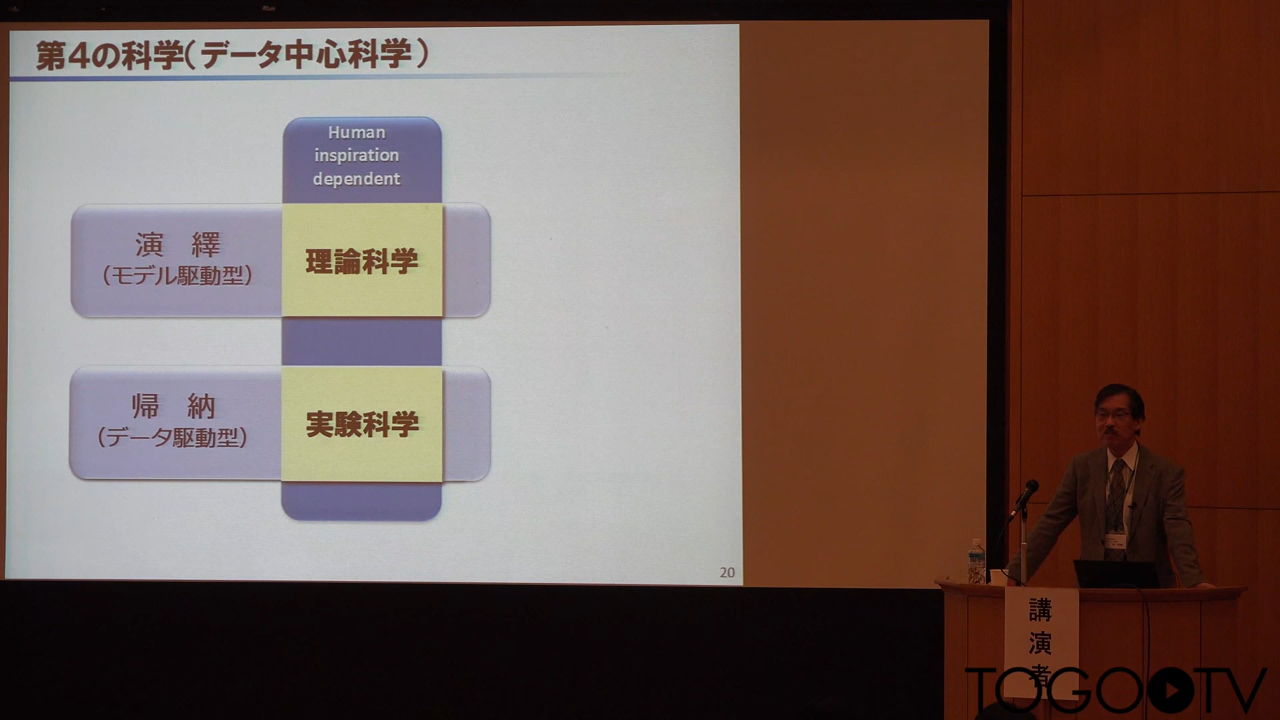 第4の科学(データ中心科学)
Human
inspiration
dependent
演 繹
(モデル駆動型)
理論科学
帰 納
(データ駆動型)
実験科学
20
講演者
TOGOTV